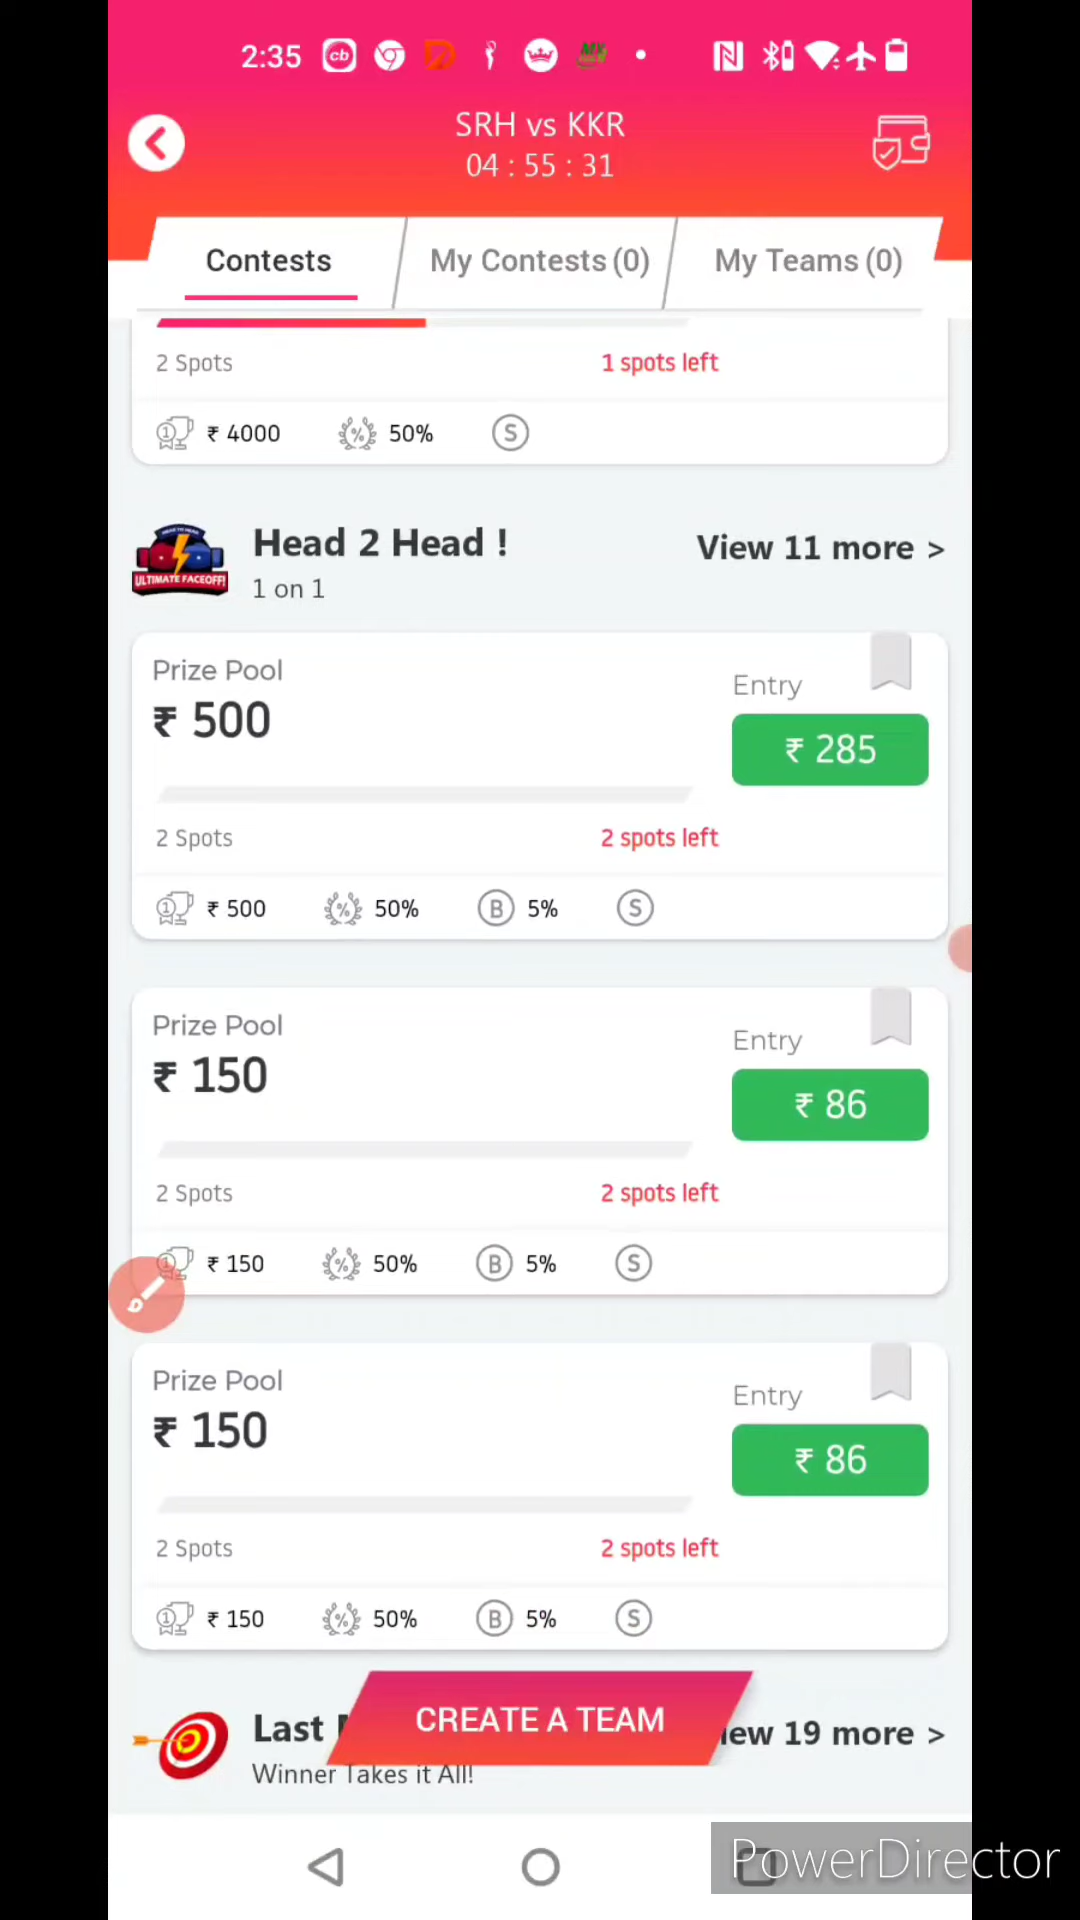 2:35
SRH vs KKR
04 : 55 : 31
Contests
My Contests (0)
My Teams (0)
2 Spots
1 spots left
₹ 4000
50%
S
ULTIMATE FACEOFF!
Head 2 Head !
View 11 more >
1 on 1
Prize Pool
Entry
₹ 500
₹ 285
2 Spots
2 spots left
₹ 500
50%
B 5%
S
Prize Pool
Entry
₹ 150
₹ 86
2 Spots
2 spots left
₹ 150
50%
B 5%
S
Prize Pool
Entry
₹ 150
₹ 86
2 Spots
2 spots left
₹ 150
50%
B 5%
S
CREATE A TEAM
Last
19 more >
Winner Takes it All!
PowerDirector